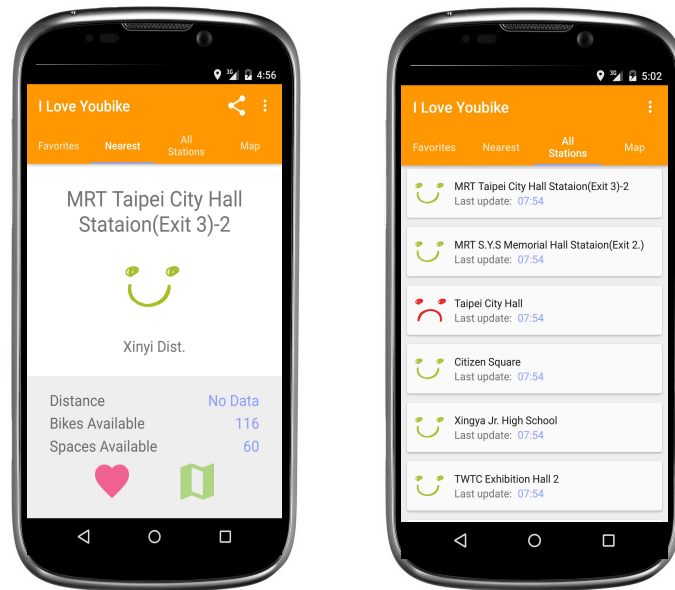 3G 4:56
I Love Youbike
Favorites Nearest All Stations Map
MRT Taipei City Hall
Stataion(Exit 3)-2
Xinyi Dist.
Distance No Data
Bikes Available 116
Spaces Available 60
3G 5:02
I Love Youbike
Favorites Nearest All Stations Map
MRT Taipei City Hall Stataion(Exit 3)-2
Last update: 07:54
MRT S.Y.S Memorial Hall Stataion(Exit 2.)
Last update: 07:54
Taipei City Hall
Last update: 07:54
Citizen Square
Last update: 07:54
Xingya Jr. High School
Last update: 07:54
TWTC Exhibition Hall 2
Last update: 07:54